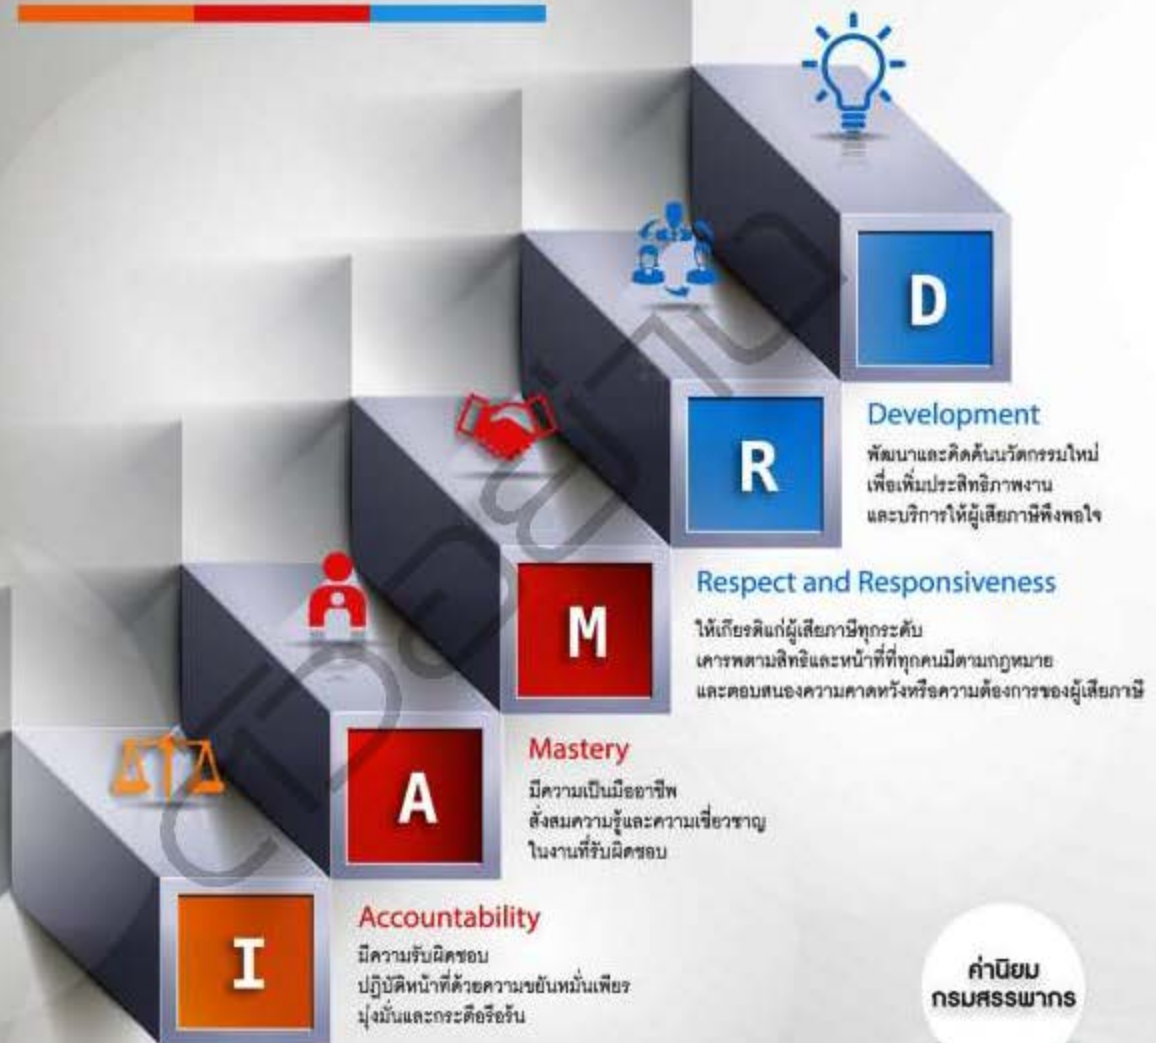 D
Development
พัฒนาและคิดค้นนวัตกรรมใหม่
เพื่อเพิ่มประสิทธิภาพงาน
และบริการให้ผู้เสียภาษีพึงพอใจ
R
Respect and Responsiveness
ให้เกียรติแก่ผู้เสียภาษีทุกระดับ
เคารพตามสิทธิและหน้าที่ที่ทุกคนมีตามกฎหมาย
และตอบสนองความคาดหวังหรือความต้องการของผู้เสียภาษี
M
Mastery
มีความเป็นมืออาชีพ
สั่งสมความรู้และความเชี่ยวชาญ
ในงานที่รับผิดชอบ
A
Accountability
มีความรับผิดชอบ
ปฏิบัติหน้าที่ด้วยความขยันหมั่นเพียร
มุ่งมั่นและกระตือรือร้น
I
ค่านิยม
กรมสรรพากร
ตัวอย่าง